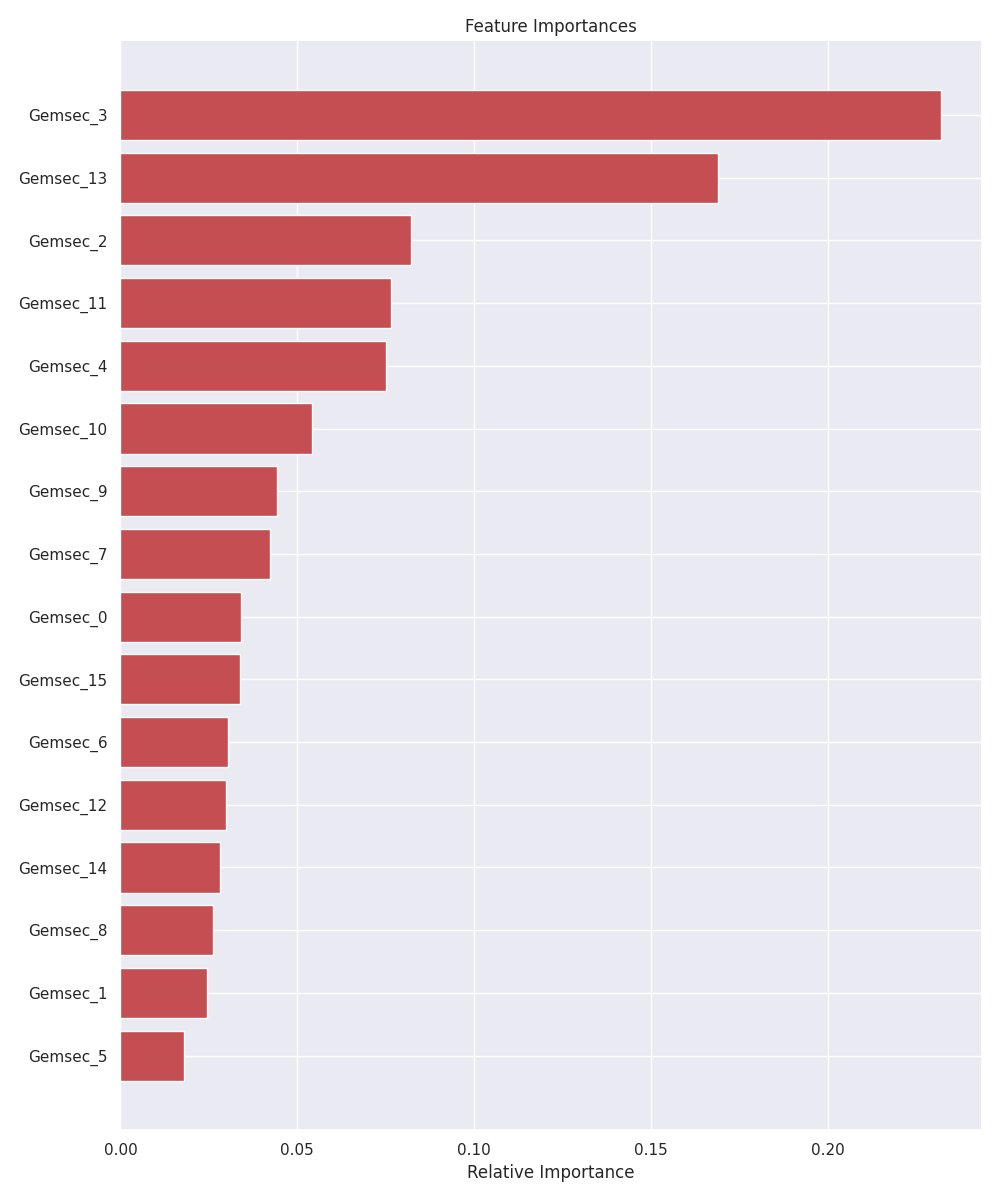 Feature Importances
Gemsec_3
Gemsec_13
Gemsec_2
Gemsec_11
Gemsec_4
Gemsec_10
Gemsec_9
Gemsec_7
Gemsec_0
Gemsec_15
Gemsec_6
Gemsec_12
Gemsec_14
Gemsec_8
Gemsec_1
Gemsec_5
0.00 0.05 0.10 0.15 0.20
Relative Importance